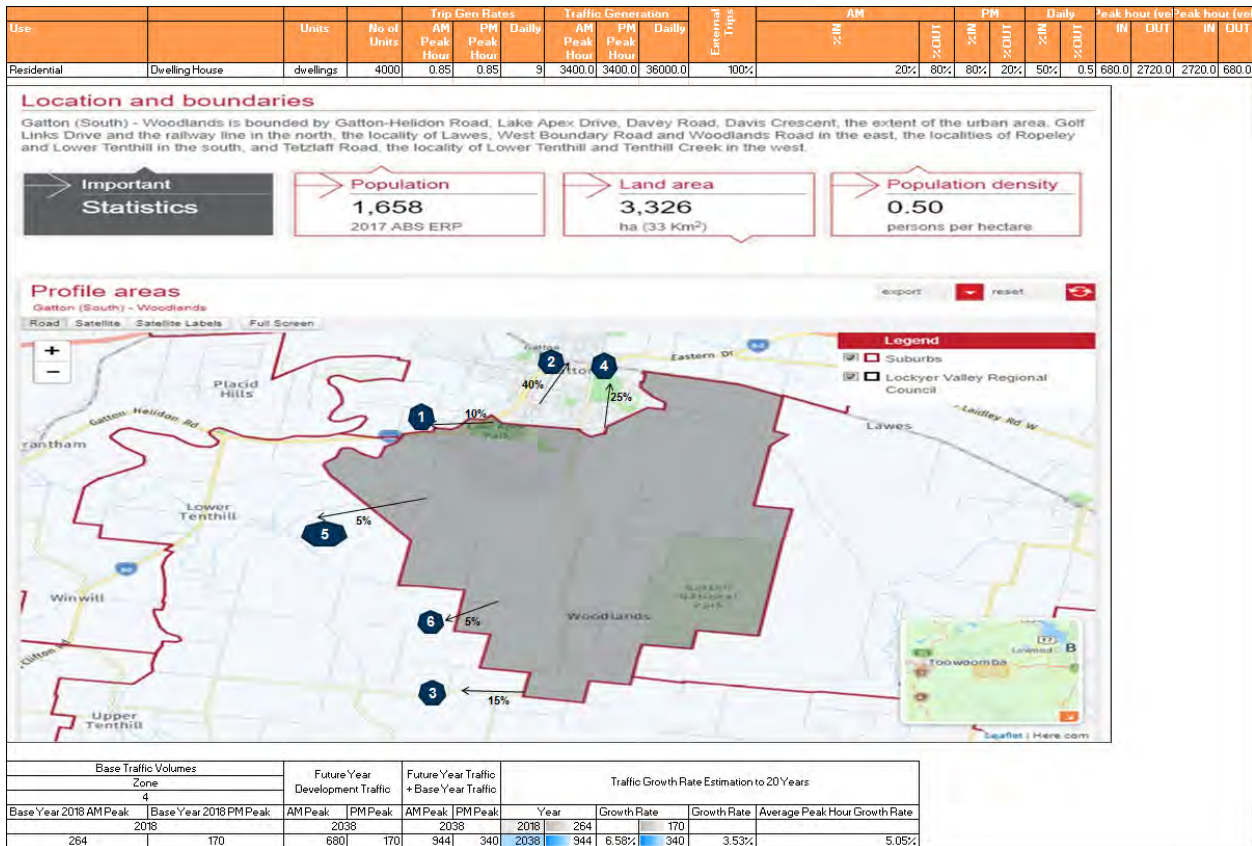 Trip Gen Rates Traffic Generation External Trips AM PM Daily Peak hour (ve Peak hour (ve
Use Units No of Units AM Peak Hour PM Peak Hour Dailly AM Peak Hour PM Peak Hour Dailly %IN %OUT %IN %OUT %IN %OUT IN OUT IN OUT
Residential Dwelling House dwellings 4000 0.85 0.85 9 3400.0 3400.0 36000.0 100% 20% 80% 80% 20% 50% 0.5 680.0 2720.0 2720.0 680.0
Location and boundaries
Gatton (South) - Woodlands is bounded by Gatton-Helidon Road, Lake Apex Drive, Davey Road, Davis Crescent, the extent of the urban area, Golf
Links Drive and the railway line in the north, the locality of Lawes, West Boundary Road and Woodlands Road in the east, the localities of Ropeley
and Lower Tenthill in the south, and Tetzlaff Road, the locality of Lower Tenthill and Tenthill Creek in the west.
Important
Statistics
Population
1,658
2017 ABS ERP
Land area
3,326
ha (33 Km²)
Population density
0.50
persons per hectare
Profile areas
export reset
Gatton (South) - Woodlands
Road Satellite Satellite Labels Full Screen
+
−
Legend
Suburbs
Lockyer Valley Regional
Council
Gatton
Eastern Dr
2
4
40%
25%
Placid
Hills
1
10%
Gatton Helidon Rd
Laidley Rd W
Lawes
rantham
Lower
Tenthill
5%
5
Winwill
6
5%
Woodlands
National
Park
3
15%
Clifton
Upper
Tenthill
Lowood
B
Toowoomba
Leaflet | Here.com
Base Traffic Volumes
Zone
4
Future Year Development Traffic
Future Year Traffic + Base Year Traffic
Traffic Growth Rate Estimation to 20 Years
Base Year 2018 AM Peak Base Year 2018 PM Peak AM Peak PM Peak AM Peak PM Peak Year Growth Rate Growth Rate Average Peak Hour Growth Rate
2018 2038 2038 2018 264 170
264 170 680 170 944 340 2038 944 6.58% 340 3.53% 5.05%